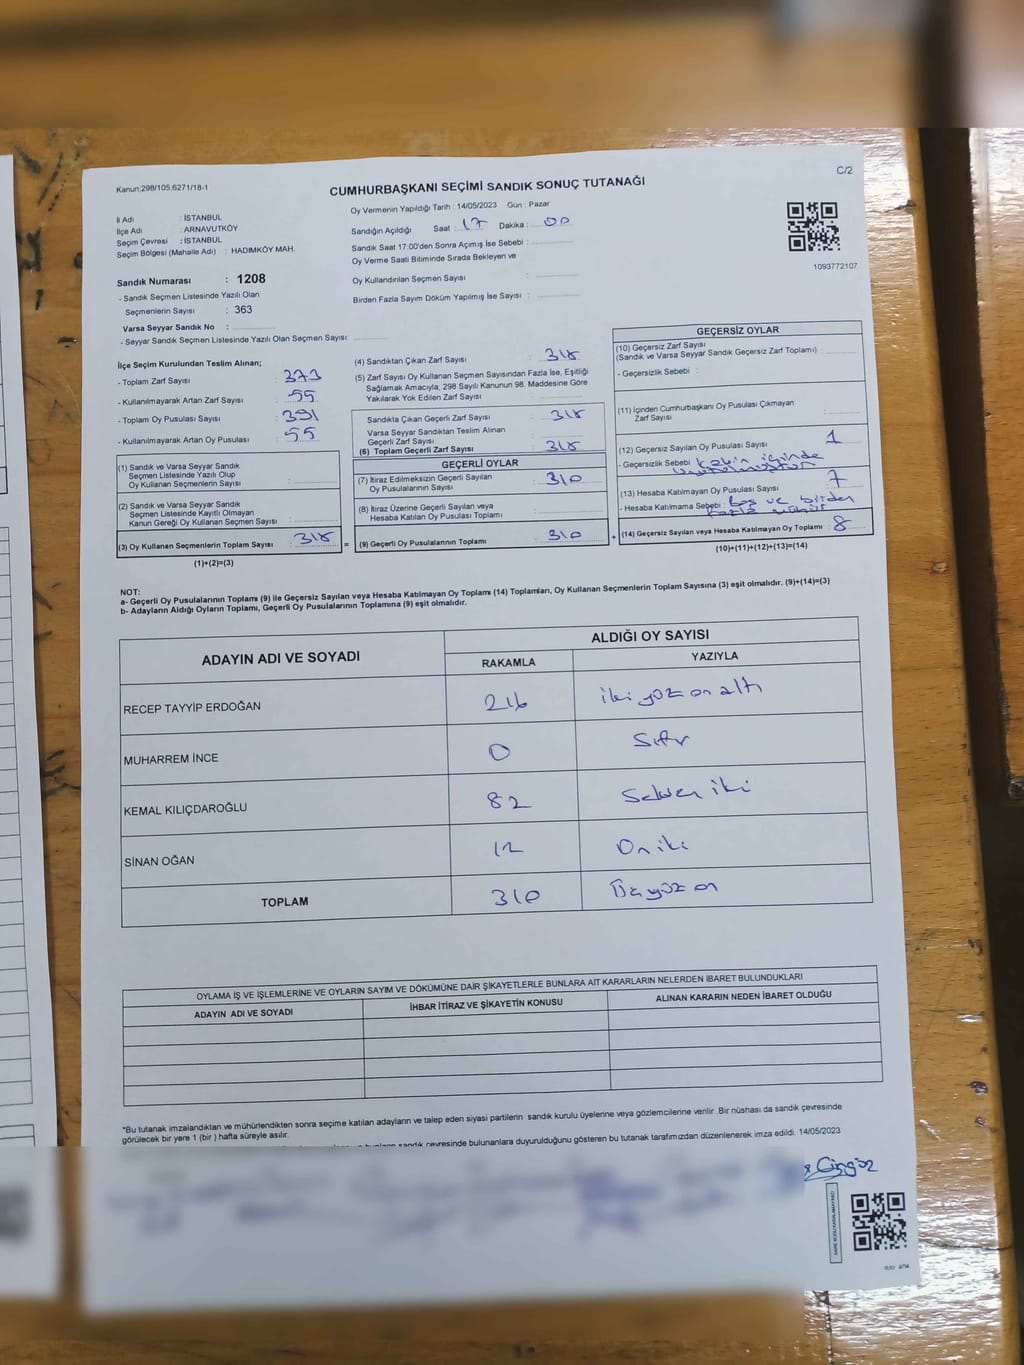 Kanun;298/105,6271/18-1
C/2
CUMHURBAŞKANI SEÇİMİ SANDIK SONUÇ TUTANAĞI
İl Adı : İSTANBUL
İlçe Adı : ARNAVUTKÖY
Seçim Çevresi : İSTANBUL
Seçim Bölgesi (Mahalle Adı) : HADIMKÖY MAH.
Sandık Numarası : 1208
- Sandık Seçmen Listesinde Yazılı Olan
Seçmenlerin Sayısı : 363
Varsa Seyyar Sandık No :
- Seyyar Sandık Seçmen Listesinde Yazılı Olan Seçmen Sayısı :
Oy Vermenin Yapıldığı Tarih : 14/05/2023 Gün : Pazar
Sandığın Açıldığı Saat : 17 Dakika : 00
Sandık Saat 17:00'den Sonra Açımış İse Sebebi :
Oy Verme Saati Bitiminde Sırada Bekleyen ve
Oy Kullandırılan Seçmen Sayısı :
Birden Fazla Sayım Döküm Yapılmış İse Sayısı :
1093772107
İlçe Seçim Kurulundan Teslim Alınan;
- Toplam Zarf Sayısı : 373
- Kullanılmayarak Artan Zarf Sayısı : 55
- Toplam Oy Pusulası Sayısı : 391
- Kullanılmayarak Artan Oy Pusulası : 55
(1) Sandık ve Varsa Seyyar Sandık
Seçmen Listesinde Yazılı Olup
Oy Kullanan Seçmenlerin Sayısı :
(2) Sandık ve Varsa Seyyar Sandık
Seçmen Listesinde Kayıtlı Olmayan
Kanun Gereği Oy Kullanan Seçmen Sayısı :
(3) Oy Kullanan Seçmenlerin Toplam Sayısı : 318 =
(1)+(2)=(3)
(4) Sandıktan Çıkan Zarf Sayısı : 318
(5) Zarf Sayısı Oy Kullanan Seçmen Sayısından Fazla İse, Eşitliği
Sağlamak Amacıyla; 298 Sayılı Kanunun 98. Maddesine Göre
Yakılarak Yok Edilen Zarf Sayısı :
Sandıkta Çıkan Geçerli Zarf Sayısı : 318
Varsa Seyyar Sandıktan Teslim Alınan
Geçerli Zarf Sayısı :
(6) Toplam Geçerli Zarf Sayısı : 318
GEÇERLİ OYLAR
(7) İtiraz Edilmeksizin Geçerli Sayılan
Oy Pusulalarının Sayısı : 310
(8) İtiraz Üzerine Geçerli Sayılan veya
Hesaba Katılan Oy Pusulası Toplamı :
(9) Geçerli Oy Pusulalarının Toplamı : 310 +
GEÇERSİZ OYLAR
(10) Geçersiz Zarf Sayısı
(Sandık ve Varsa Seyyar Sandık Geçersiz Zarf Toplamı) :
- Geçersizlik Sebebi :
(11) İçinden Cumhurbaşkanı Oy Pusulası Çıkmayan
Zarf Sayısı :
(12) Geçersiz Sayılan Oy Pusulası Sayısı : 1
- Geçersizlik Sebebi : kabin içinde
unutulmuştur
(13) Hesaba Katılmayan Oy Pusulası Sayısı : 7
- Hesaba Katılmama Sebebi : boş ve birden
fazla mühür
(14) Geçersiz Sayılan veya Hesaba Katılmayan Oy Toplamı : 8
(10)+(11)+(12)+(13)=(14)
NOT:
a- Geçerli Oy Pusulalarının Toplamı (9) ile Geçersiz Sayılan veya Hesaba Katılmayan Oy Toplamı (14) Toplamları, Oy Kullanan Seçmenlerin Toplam Sayısına (3) eşit olmalıdır. (9)+(14)=(3)
b- Adayların Aldığı Oyların Toplamı, Geçerli Oy Pusulalarının Toplamına (9) eşit olmalıdır.
ADAYIN ADI VE SOYADI
ALDIĞI OY SAYISI
RAKAMLA YAZIYLA
RECEP TAYYİP ERDOĞAN 216 iki yüz on altı
MUHARREM İNCE 0 Sıfır
KEMAL KILIÇDAROĞLU 82 Seksen iki
SİNAN OĞAN 12 On iki
TOPLAM 310 Üç yüz on
OYLAMA İŞ VE İŞLEMLERİNE VE OYLARIN SAYIM VE DÖKÜMÜNE DAİR ŞİKAYETLERLE BUNLARA AİT KARARLARIN NELERDEN İBARET BULUNDUKLARI
ADAYIN ADI VE SOYADI İHBAR İTİRAZ VE ŞİKAYETİN KONUSU ALINAN KARARIN NEDEN İBARET OLDUĞU
*Bu tutanak imzalandıktan ve mühürlendikten sonra seçime katılan adayların ve talep eden siyasi partilerin sandık kurulu üyelerine veya gözlemcilerine verilir .Bir nüshası da sandık çevresinde
görülecek bir yere 1 (bir ) hafta süreyle asılır.
sandık çevresinde bulunanlara duyurulduğunu gösteren bu tutanak tarafımızdan düzenlenerek imza edildi. 14/05/2023